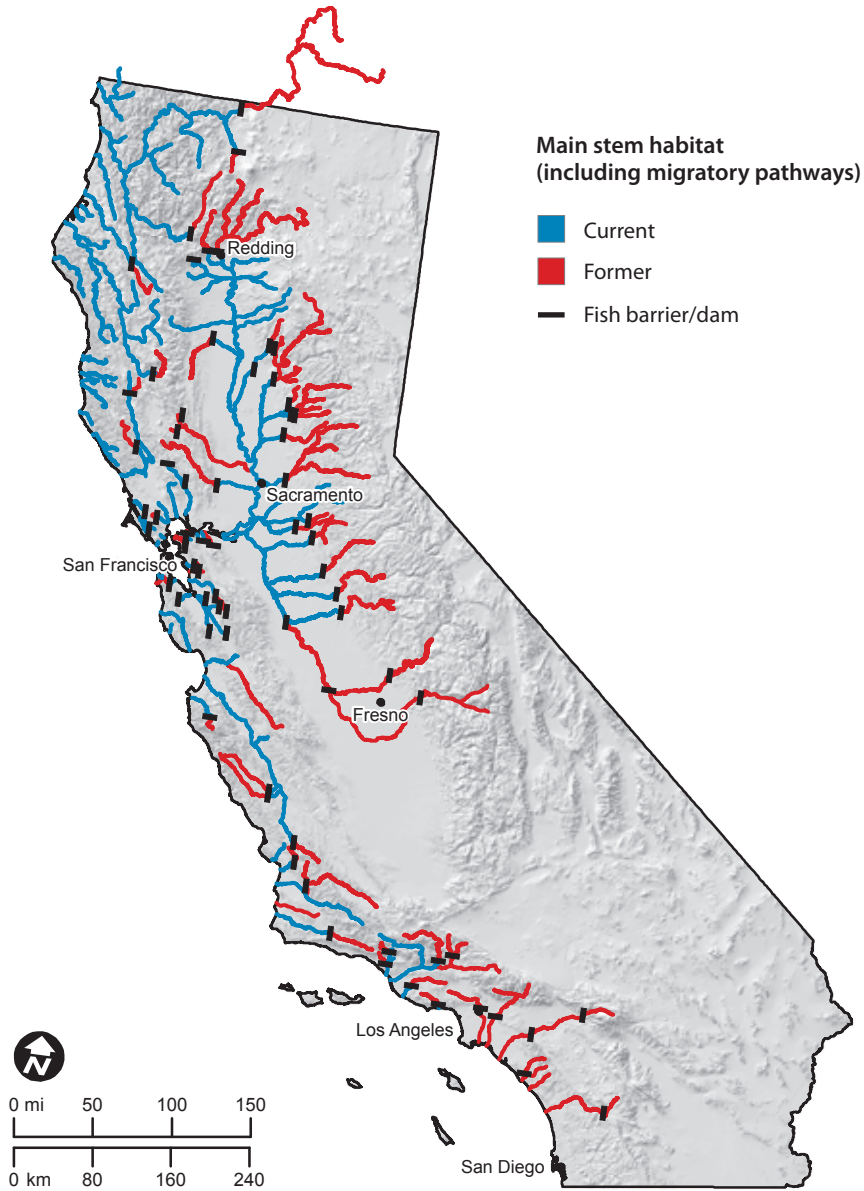 Main stem habitat
(including migratory pathways)
Current
Former
Fish barrier/dam
Redding
Sacramento
San Francisco
Fresno
Los Angeles
San Diego
N
0 mi 50 100 150
0 km 80 160 240